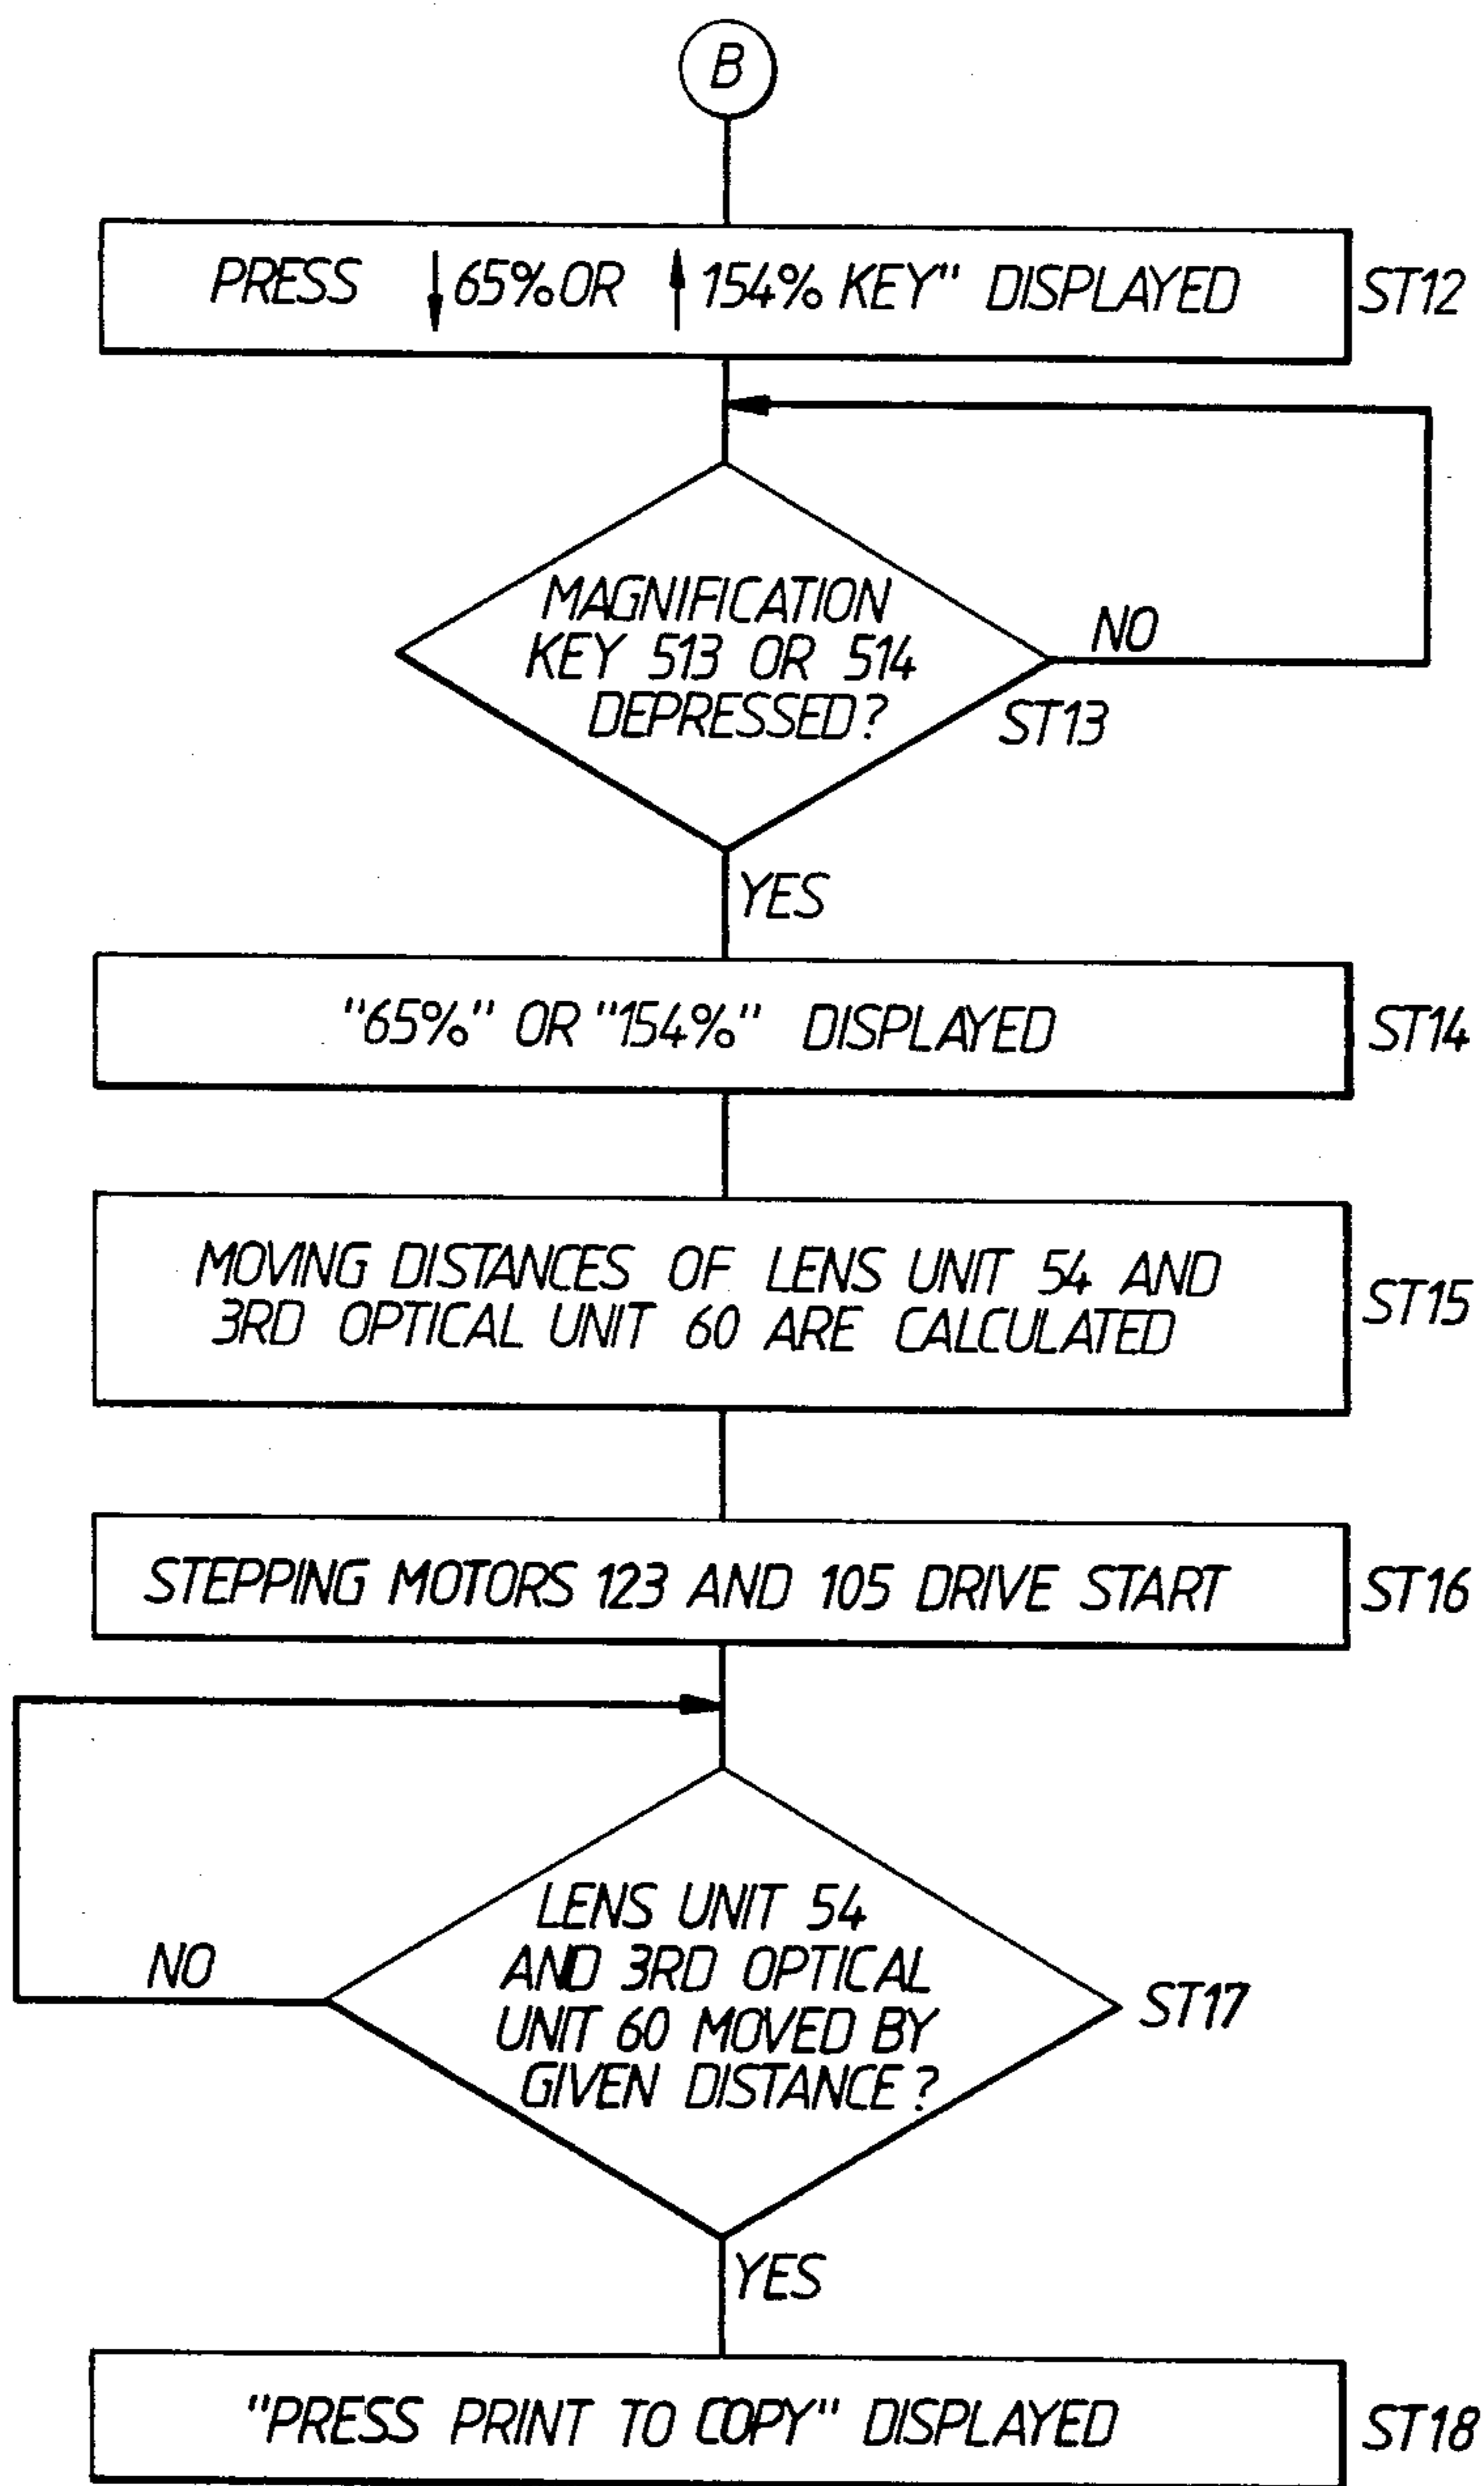 B
PRESS ↓ 65% OR ↑ 154% KEY" DISPLAYED
ST12
MAGNIFICATION
KEY 513 OR 514
DEPRESSED?
NO
ST13
YES
"65%" OR "154%" DISPLAYED
ST14
MOVING DISTANCES OF LENS UNIT 54 AND
3RD OPTICAL UNIT 60 ARE CALCULATED
ST15
STEPPING MOTORS 123 AND 105 DRIVE START
ST16
LENS UNIT 54
AND 3RD OPTICAL
UNIT 60 MOVED BY
GIVEN DISTANCE?
NO
ST17
YES
"PRESS PRINT TO COPY" DISPLAYED
ST18